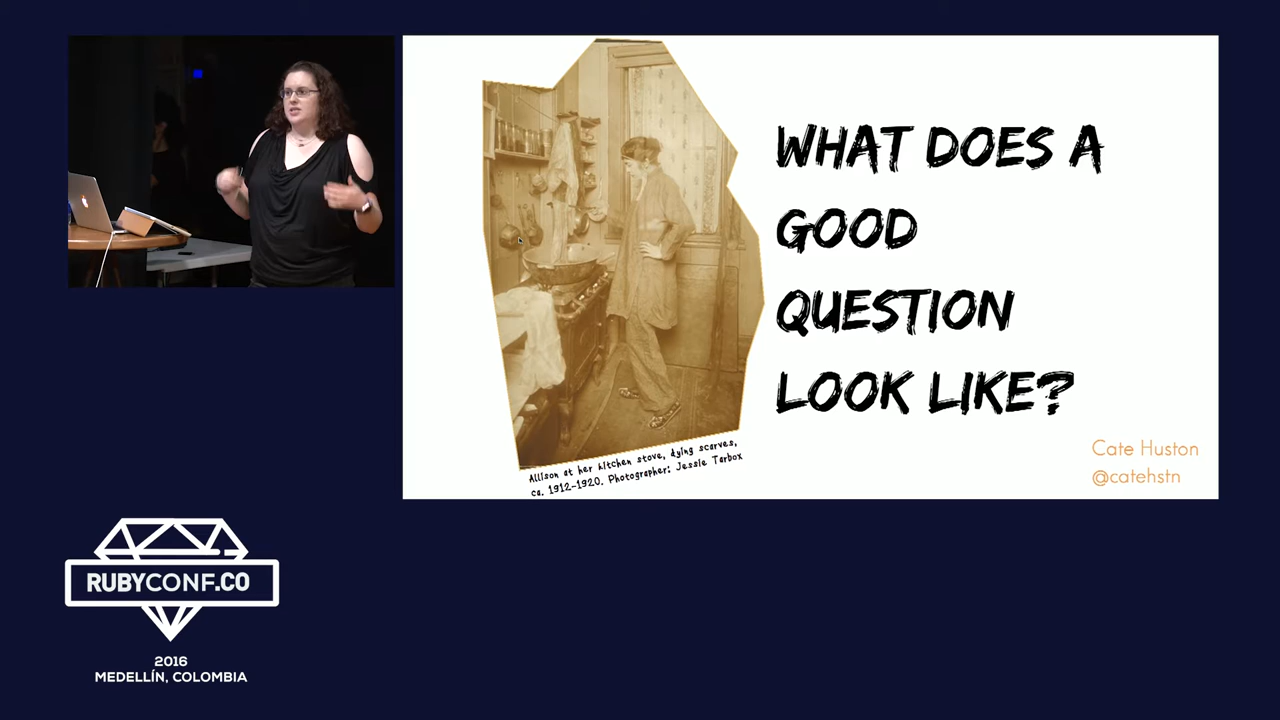 WHAT DOES A
GOOD
QUESTION
LOOK LIKE?
Allison at her kitchen stove, dying scarves,
ca. 1912-1920. Photographer: Jessie Tarbox
Cate Huston
@catehstn
RUBYCONF.CO
2016
MEDELLÍN, COLOMBIA